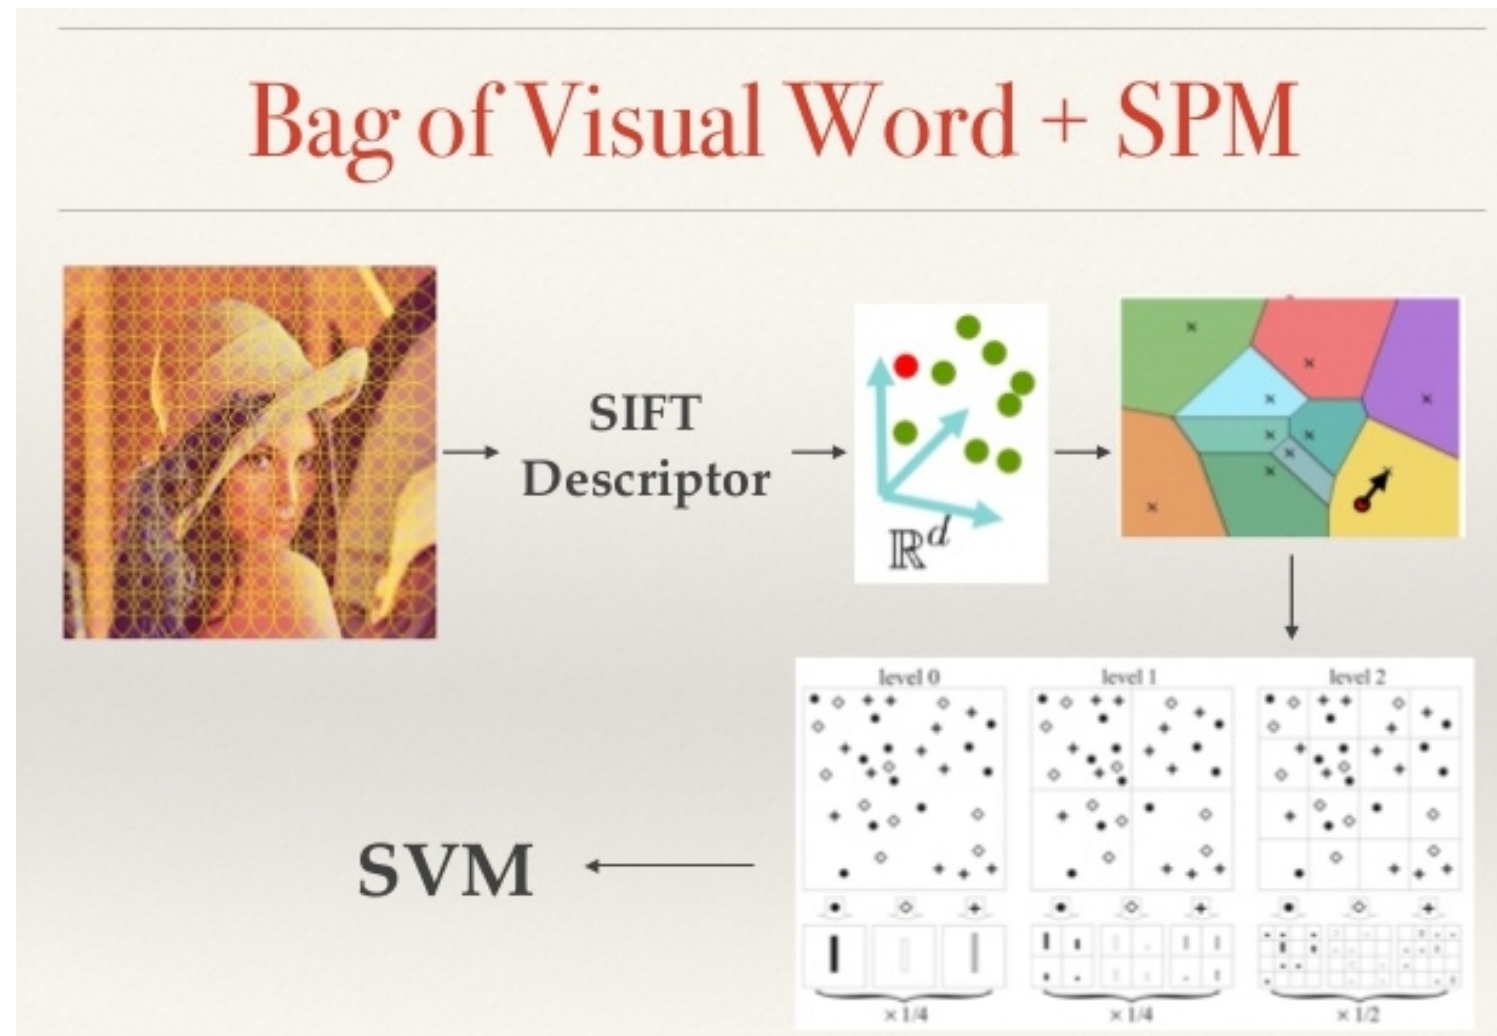 Bag of Visual Word + SPM
SIFT
Descriptor
ℝᵈ
level 0
level 1
level 2
× 1/4
× 1/4
× 1/2
SVM